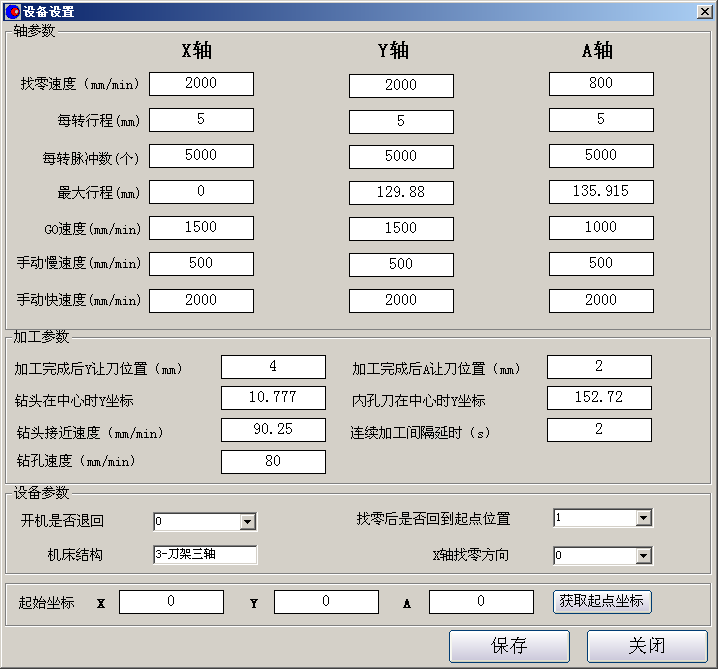 设备设置
轴参数
X轴 Y轴 A轴
找零速度（mm/min） 2000 2000 800
每转行程(mm) 5 5 5
每转脉冲数(个) 5000 5000 5000
最大行程(mm) 0 129.88 135.915
GO速度(mm/min) 1500 1500 1000
手动慢速度(mm/min) 500 500 500
手动快速度(mm/min) 2000 2000 2000
加工参数
加工完成后Y让刀位置（mm） 4 加工完成后A让刀位置（mm） 2
钻头在中心时Y坐标 10.777 内孔刀在中心时Y坐标 152.72
钻头接近速度（mm/min） 90.25 连续加工间隔延时（s） 2
钻孔速度（mm/min） 80
设备参数
开机是否退回 0 找零后是否回到起点位置 1
机床结构 3-刀架三轴 X轴找零方向 0
起始坐标 X 0 Y 0 A 0 获取起点坐标
保存 关闭